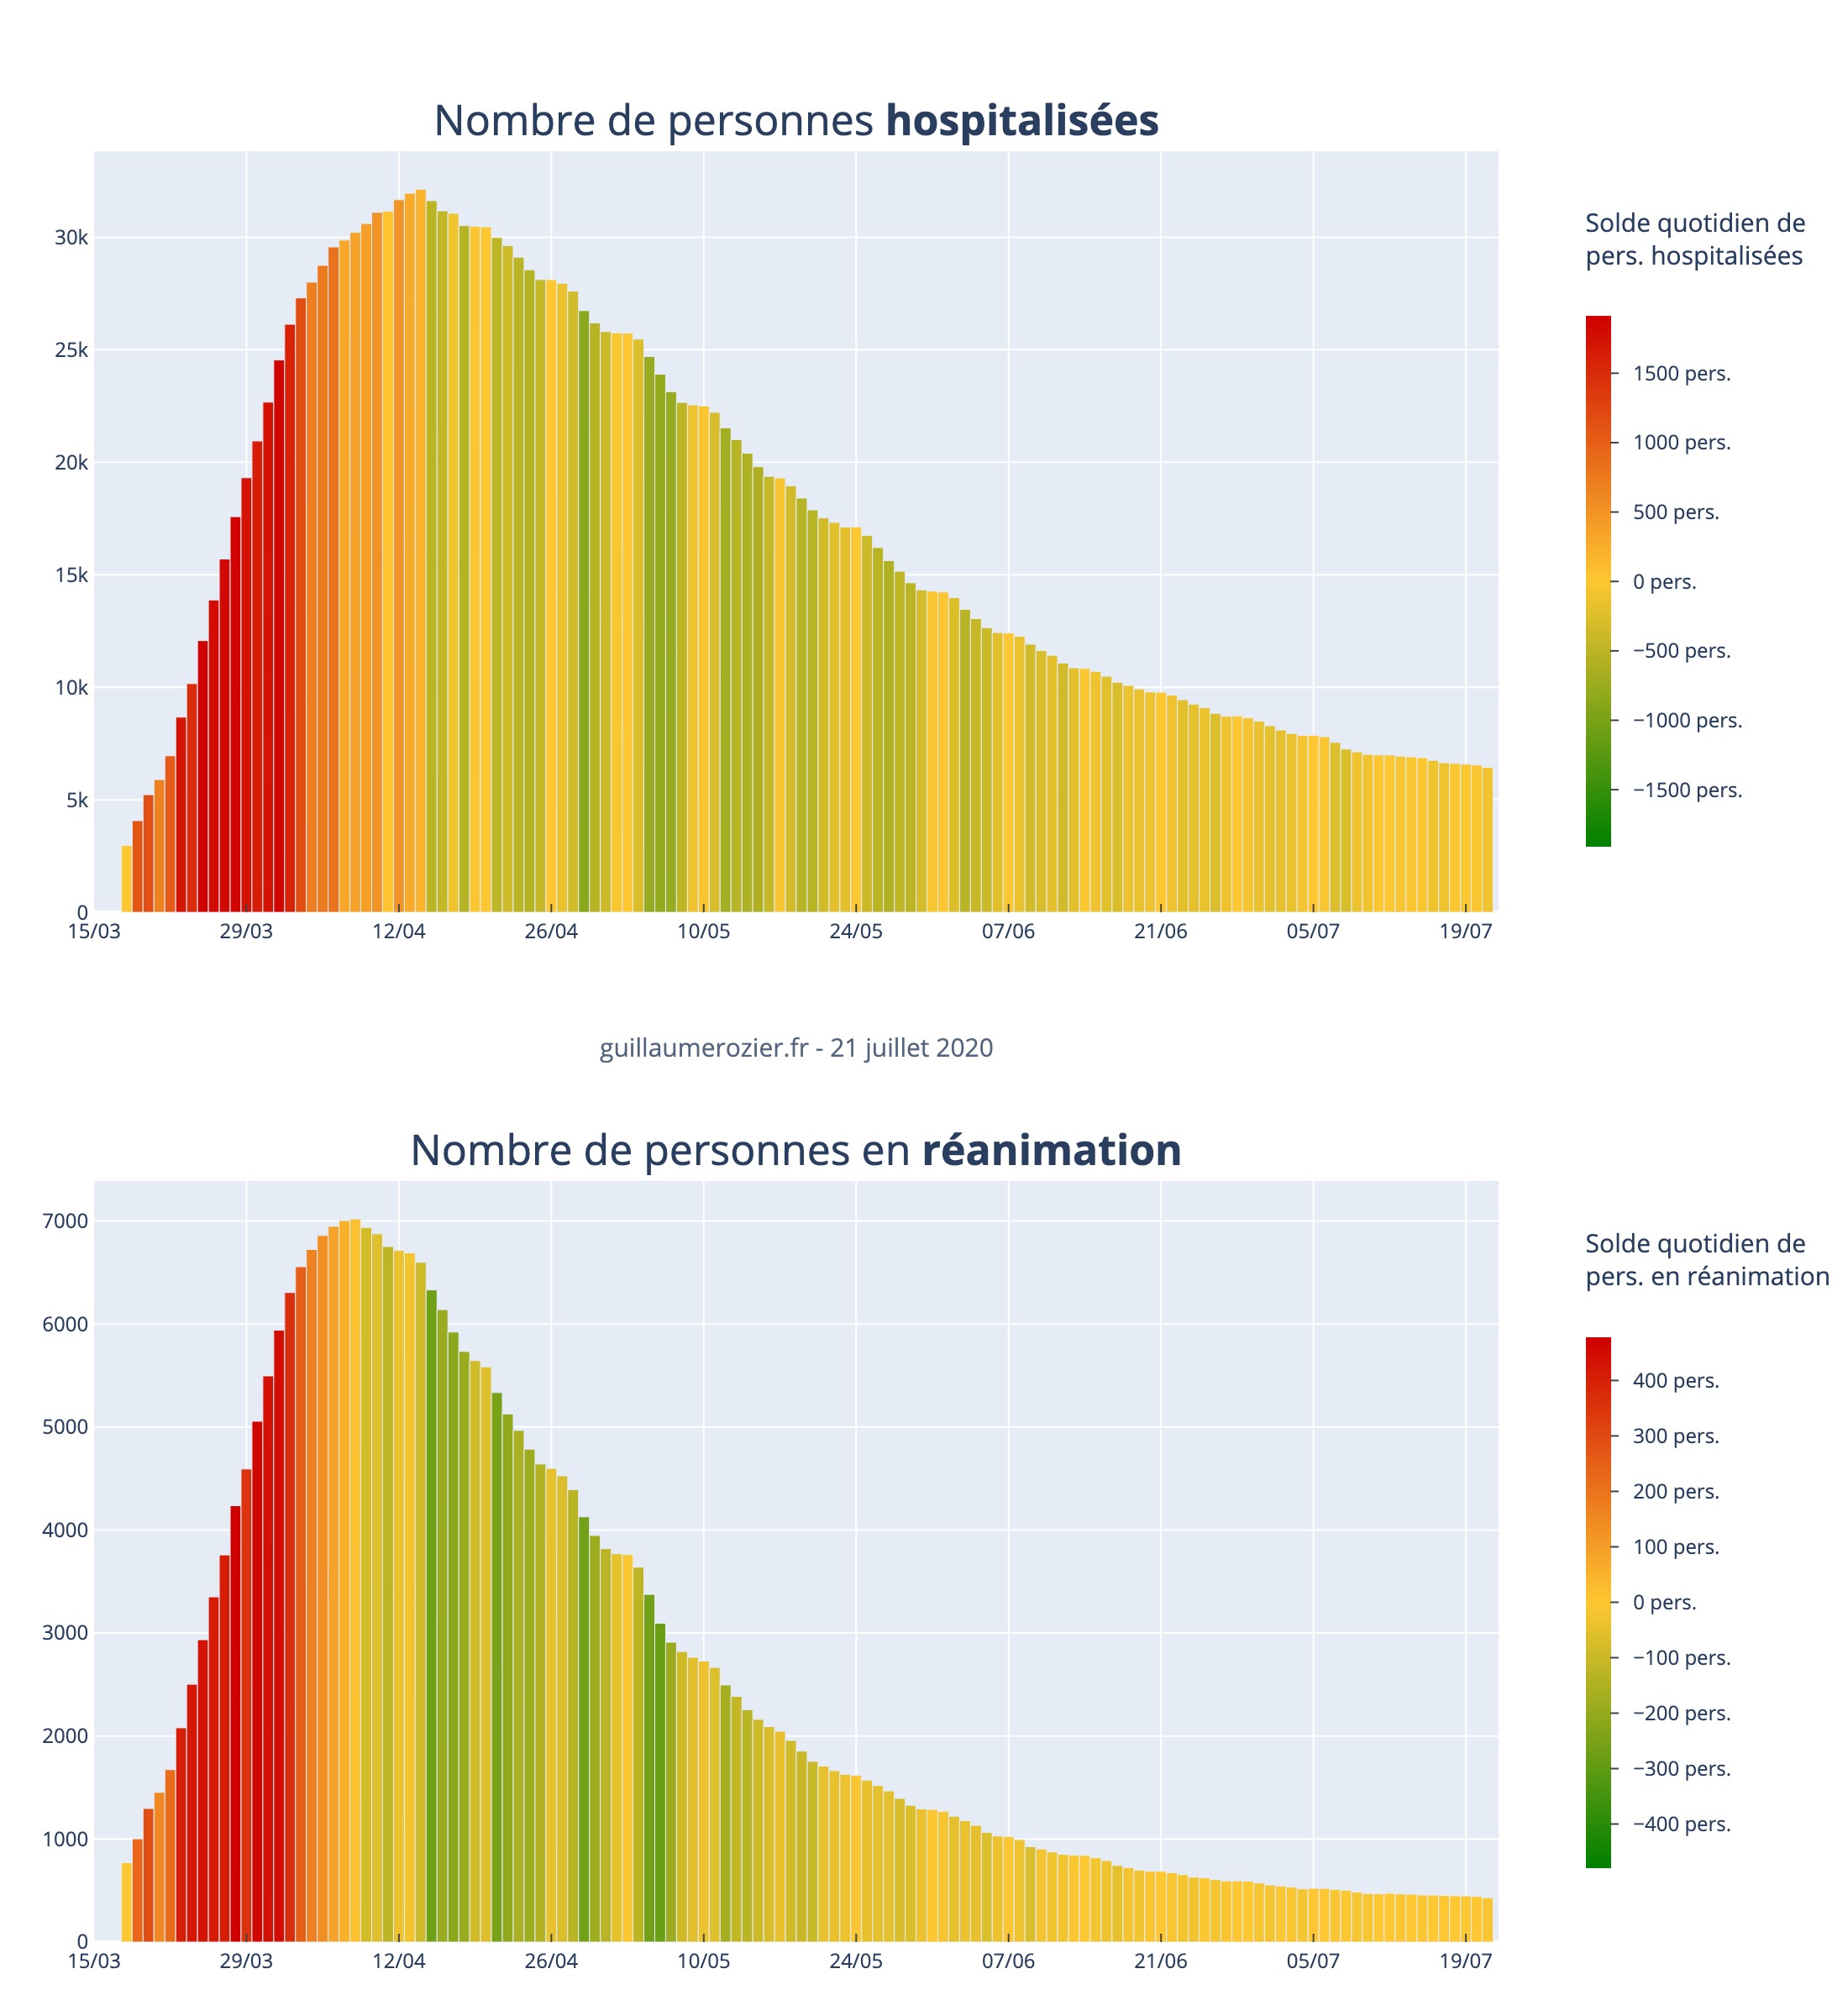 Nombre de personnes hospitalisées
30k
25k
20k
15k
10k
5k
0
15/03 29/03 12/04 26/04 10/05 24/05 07/06 21/06 05/07 19/07
Solde quotidien de
pers. hospitalisées
1500 pers.
1000 pers.
500 pers.
0 pers.
−500 pers.
−1000 pers.
−1500 pers.
guillaumerozier.fr - 21 juillet 2020
Nombre de personnes en réanimation
7000
6000
5000
4000
3000
2000
1000
0
15/03 29/03 12/04 26/04 10/05 24/05 07/06 21/06 05/07 19/07
Solde quotidien de
pers. en réanimation
400 pers.
300 pers.
200 pers.
100 pers.
0 pers.
−100 pers.
−200 pers.
−300 pers.
−400 pers.